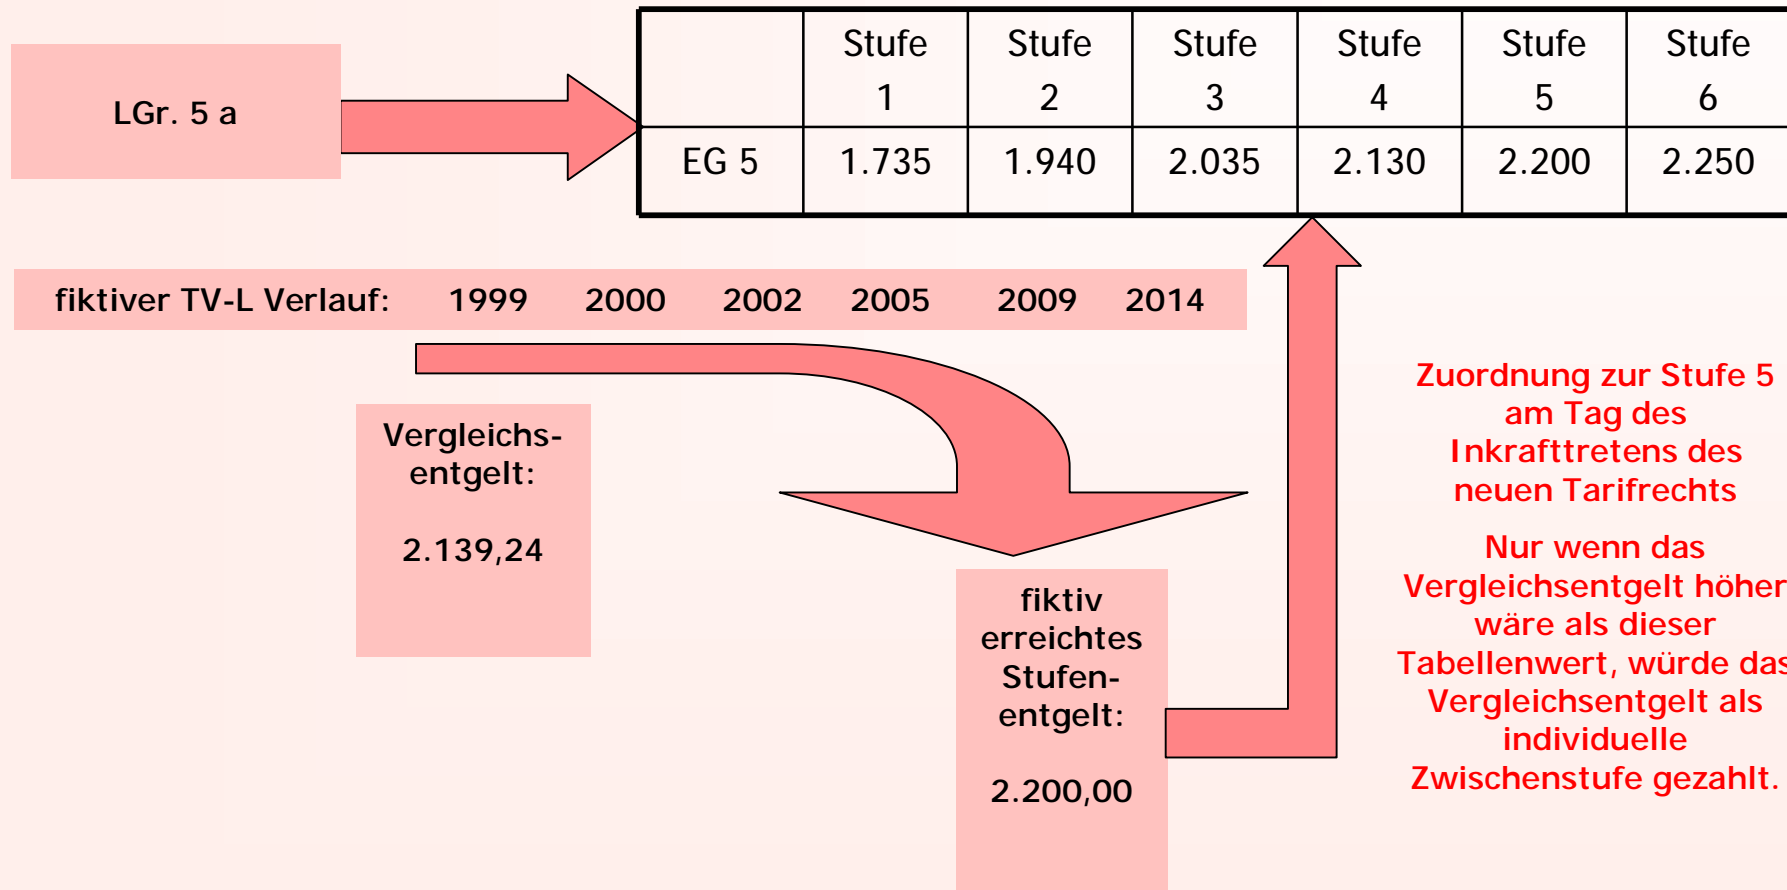 LGr. 5 a
Stufe Stufe Stufe Stufe Stufe Stufe
1 2 3 4 5 6
EG 5 1.735 1.940 2.035 2.130 2.200 2.250
fiktiver TV-L Verlauf: 1999 2000 2002 2005 2009 2014
Vergleichs-
entgelt:
2.139,24
fiktiv
erreichtes
Stufen-
entgelt:
2.200,00
Zuordnung zur Stufe 5
am Tag des
Inkrafttretens des
neuen Tarifrechts
Nur wenn das
Vergleichsentgelt höher
wäre als dieser
Tabellenwert, würde das
Vergleichsentgelt als
individuelle
Zwischenstufe gezahlt.